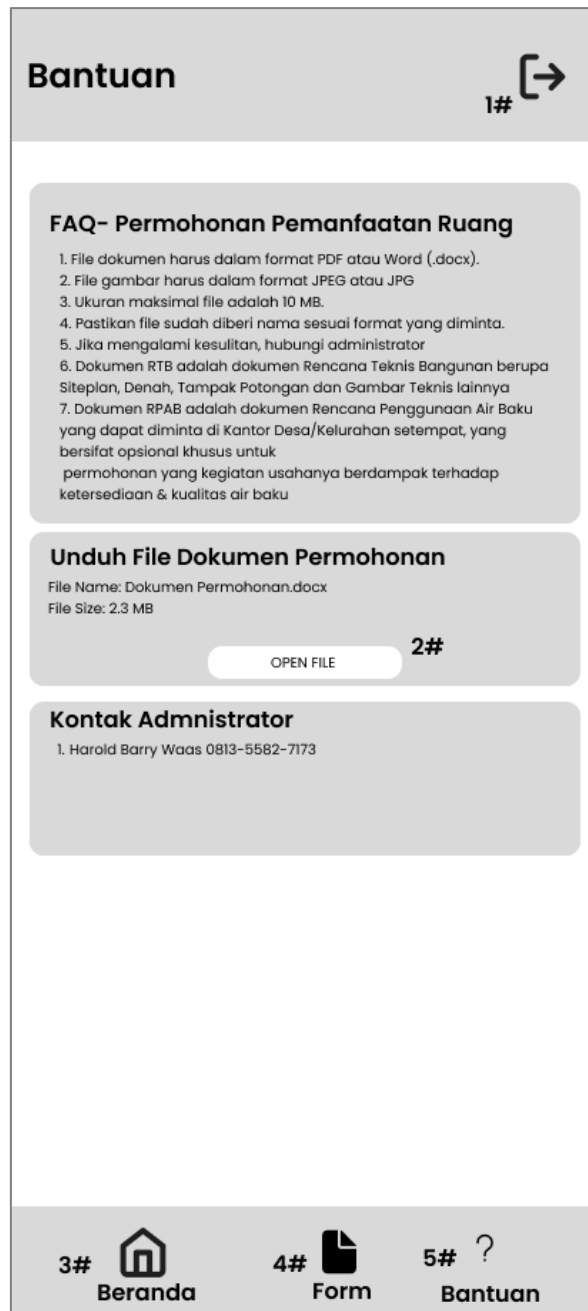 Bantuan
1#
FAQ- Permohonan Pemanfaatan Ruang
1. File dokumen harus dalam format PDF atau Word (.docx).
2. File gambar harus dalam format JPEG atau JPG
3. Ukuran maksimal file adalah 10 MB.
4. Pastikan file sudah diberi nama sesuai format yang diminta.
5. Jika mengalami kesulitan, hubungi administrator
6. Dokumen RTB adalah dokumen Rencana Teknis Bangunan berupa
Siteplan, Denah, Tampak Potongan dan Gambar Teknis lainnya
7. Dokumen RPAB adalah dokumen Rencana Penggunaan Air Baku
yang dapat diminta di Kantor Desa/Kelurahan setempat, yang
bersifat opsional khusus untuk
permohonan yang kegiatan usahanya berdampak terhadap
ketersediaan & kualitas air baku
Unduh File Dokumen Permohonan
File Name: Dokumen Permohonan.docx
File Size: 2.3 MB
2#
OPEN FILE
Kontak Admnistrator
1. Harold Barry Waas 0813-5582-7173
3#
Beranda
4#
Form
5# ?
Bantuan